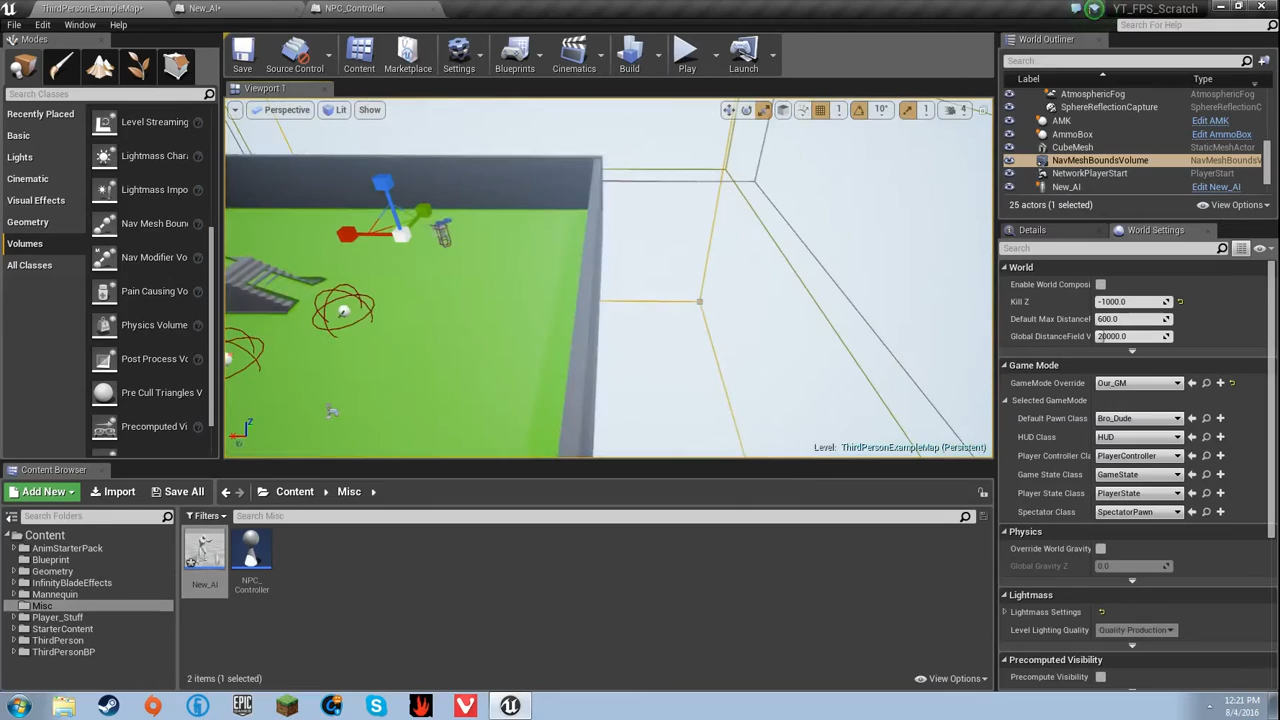 ThirdPersonExampleMap*
New_AI*
NPC_Controller
YT_FPS_Scratch
File Edit Window Help
Search For Help
Modes
Search Classes
Recently Placed
Basic
Lights
Cinematic
Visual Effects
Geometry
Volumes
All Classes
Level Streaming
Lightmass Chara
Lightmass Impo
Nav Mesh Boun
Nav Modifier Vo
Pain Causing Vo
Physics Volume
Post Process Vo
Pre Cull Triangles V
Precomputed Vi
Save
Source Control
Content
Marketplace
Settings
Blueprints
Cinematics
Build
Play
Launch
Viewport 1
Perspective Lit Show
1 10° 1 4
Level: ThirdPersonExampleMap (Persistent)
World Outliner
Search...
Label Type
AtmosphericFog AtmosphericFog
SphereReflectionCapture SphereReflectionC
AMK Edit AMK
AmmoBox Edit AmmoBox
CubeMesh StaticMeshActor
NavMeshBoundsVolume NavMeshBoundsV
NetworkPlayerStart PlayerStart
New_AI Edit New_AI
25 actors (1 selected) View Options
Details World Settings
Search
World
Enable World Composi
Kill Z -1000.0
Default Max Distanc 600.0
Global DistanceField V 20000.0
Game Mode
GameMode Override Our_GM
Selected GameMode
Default Pawn Class Bro_Dude
HUD Class HUD
Player Controller Cla PlayerController
Game State Class GameState
Player State Class PlayerState
Spectator Class SpectatorPawn
Physics
Override World Gravity
Global Gravity Z 0.0
Lightmass
Lightmass Settings
Level Lighting Quality Quality Production
Precomputed Visibility
Precompute Visibility
Content Browser
Add New Import Save All Content Misc
Search Folders
Filters Search Misc
Content
AnimStarterPack
Blueprint
Geometry
InfinityBladeEffects
Mannequin
Misc
Player_Stuff
StarterContent
ThirdPerson
ThirdPersonBP
New_AI
NPC_
Controller
2 items (1 selected) View Options
EPIC
GAMES
12:21 PM
8/4/2016